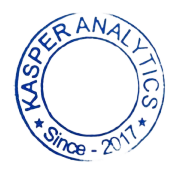 KASPER ANALYTICS
★ Since - 2017 ★